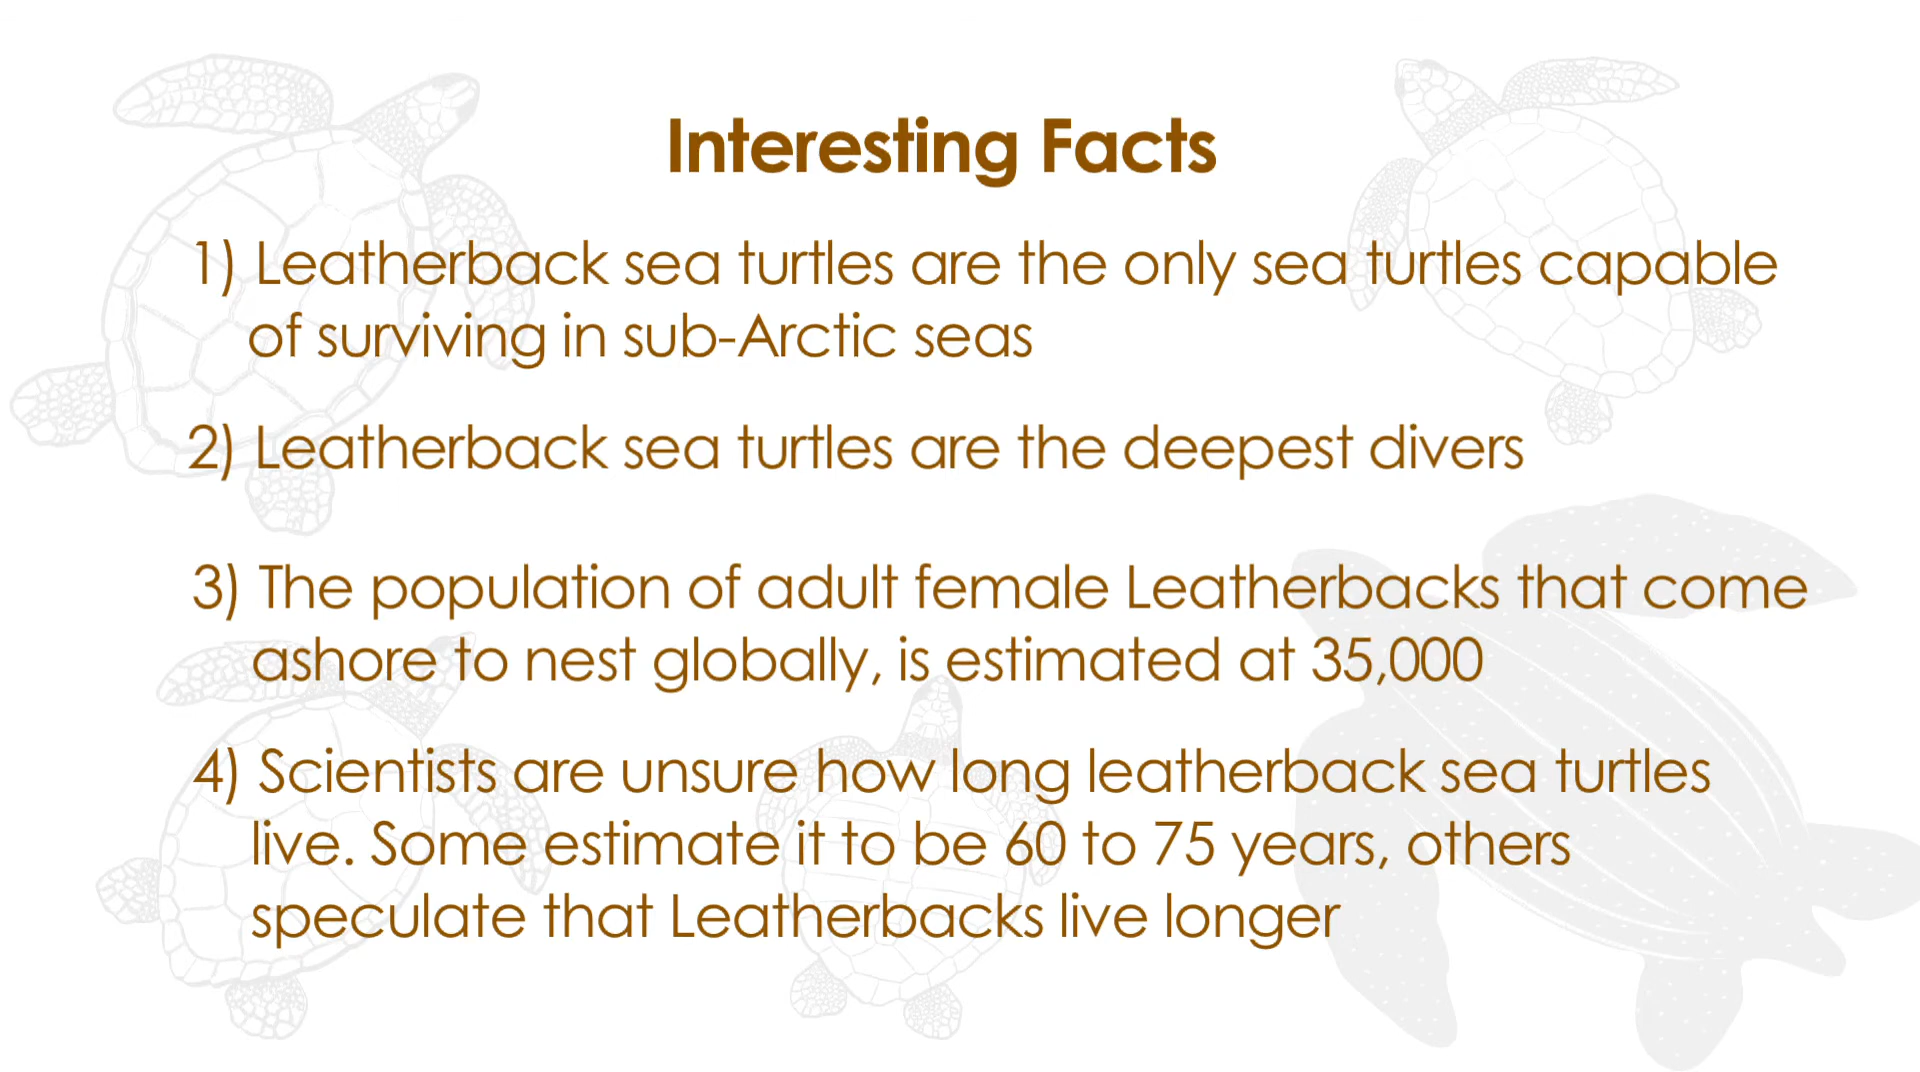 Interesting Facts
1) Leatherback sea turtles are the only sea turtles capable
of surviving in sub-Arctic seas
2) Leatherback sea turtles are the deepest divers
3) The population of adult female Leatherbacks that come
ashore to nest globally, is estimated at 35,000
4) Scientists are unsure how long leatherback sea turtles
live. Some estimate it to be 60 to 75 years, others
speculate that Leatherbacks live longer